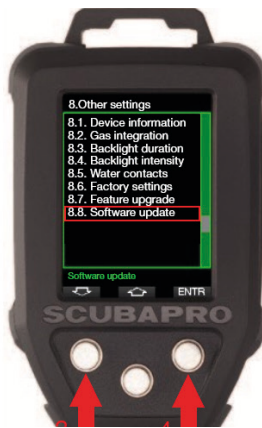 8.Other settings
8.1. Device information
8.2. Gas integration
8.3. Backlight duration
8.4. Backlight intensity
8.5. Water contacts
8.6. Factory settings
8.7. Feature upgrade
8.8. Software update
Software update
ENTR
SCUBAPRO